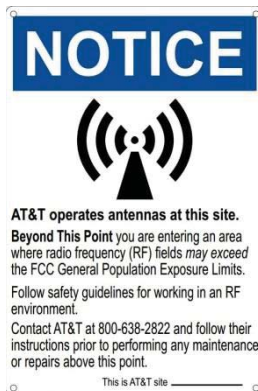 NOTICE
AT&T operates antennas at this site.
Beyond This Point you are entering an area
where radio frequency (RF) fields may exceed
the FCC General Population Exposure Limits.
Follow safety guidelines for working in an RF
environment.
Contact AT&T at 800-638-2822 and follow their
instructions prior to performing any maintenance
or repairs above this point.
This is AT&T site